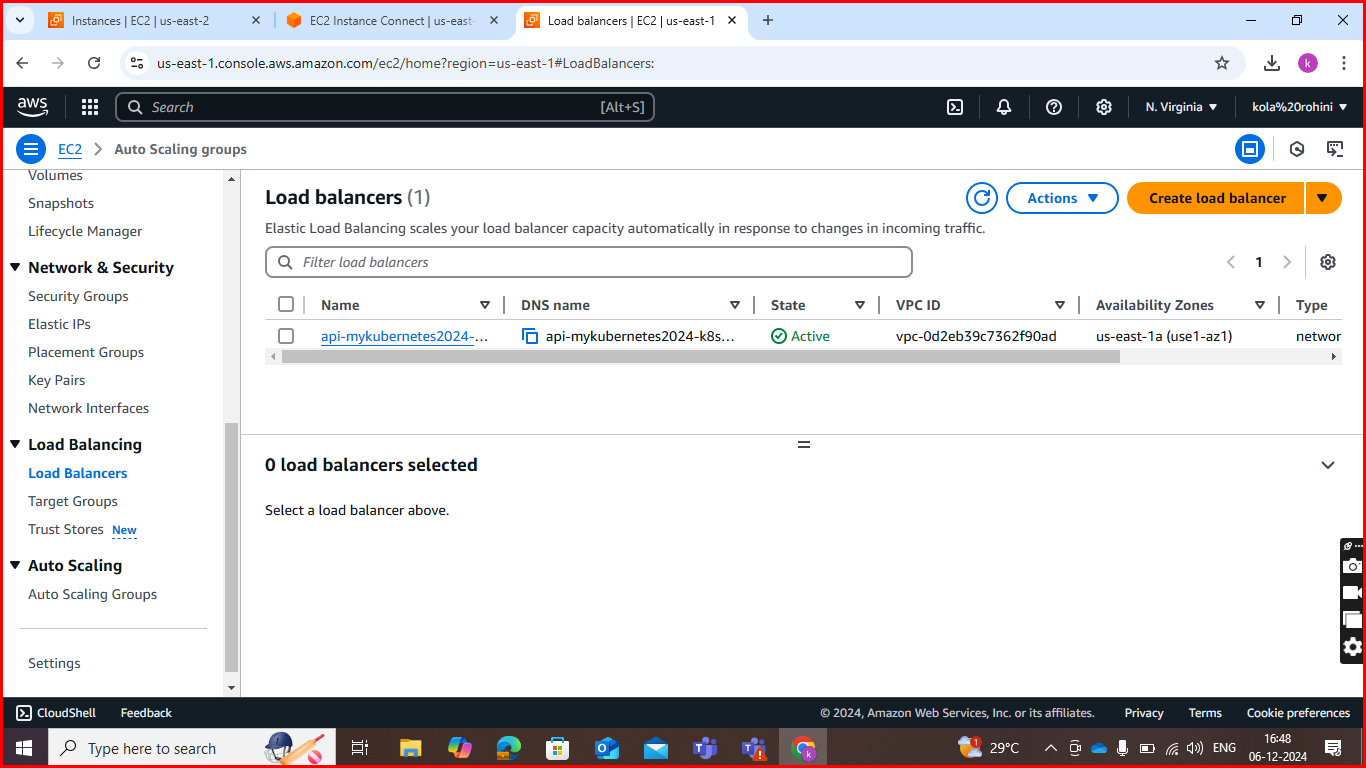 Instances | EC2 | us-east-2
EC2 Instance Connect | us-east-
Load balancers | EC2 | us-east-1
us-east-1.console.aws.amazon.com/ec2/home?region=us-east-1#LoadBalancers:
k
aws
Search
[Alt+S]
N. Virginia
kola%20rohini
EC2
Auto Scaling groups
Volumes
Snapshots
Lifecycle Manager
Network & Security
Security Groups
Elastic IPs
Placement Groups
Key Pairs
Network Interfaces
Load Balancing
Load Balancers
Target Groups
Trust Stores New
Auto Scaling
Auto Scaling Groups
Settings
Load balancers (1)
Actions
Create load balancer
Elastic Load Balancing scales your load balancer capacity automatically in response to changes in incoming traffic.
Filter load balancers
1
Name DNS name State VPC ID Availability Zones Type
api-mykubernetes2024-... api-mykubernetes2024-k8s... Active vpc-0d2eb39c7362f90ad us-east-1a (use1-az1) networ
0 load balancers selected
Select a load balancer above.
CloudShell
Feedback
© 2024, Amazon Web Services, Inc. or its affiliates.
Privacy
Terms
Cookie preferences
Type here to search
k
1
29°C
ENG
16:48
06-12-2024